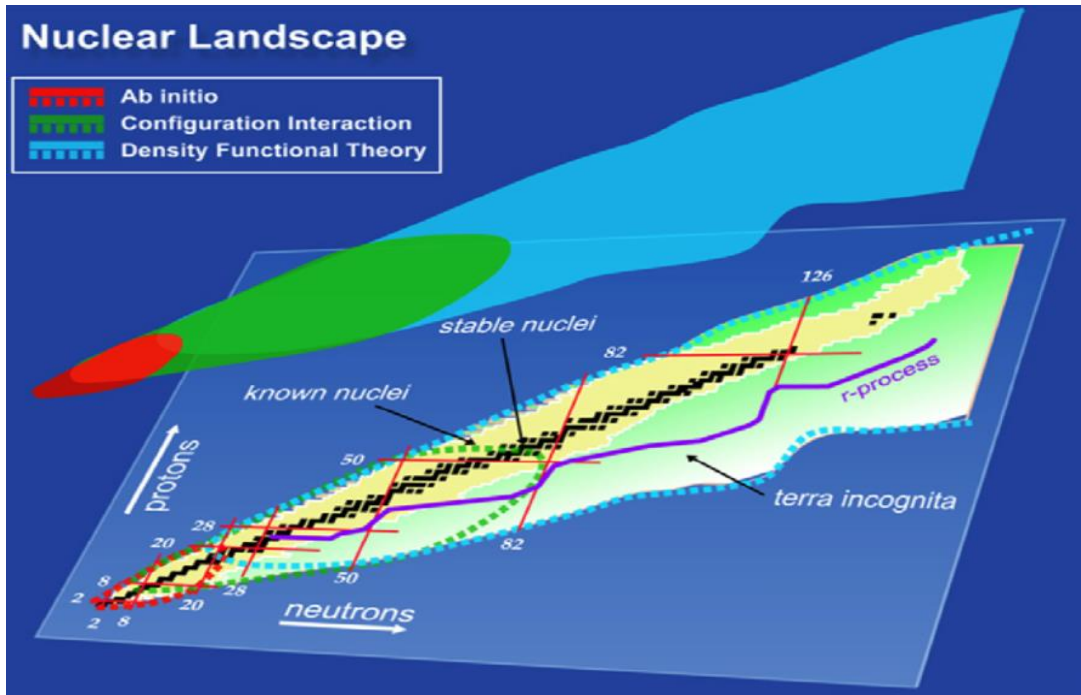 Nuclear Landscape
Ab initio
Configuration Interaction
Density Functional Theory
126
stable nuclei
82
known nuclei
r-process
50
protons
terra incognita
28
82
20
50
8
28
20
2
neutrons
2
8